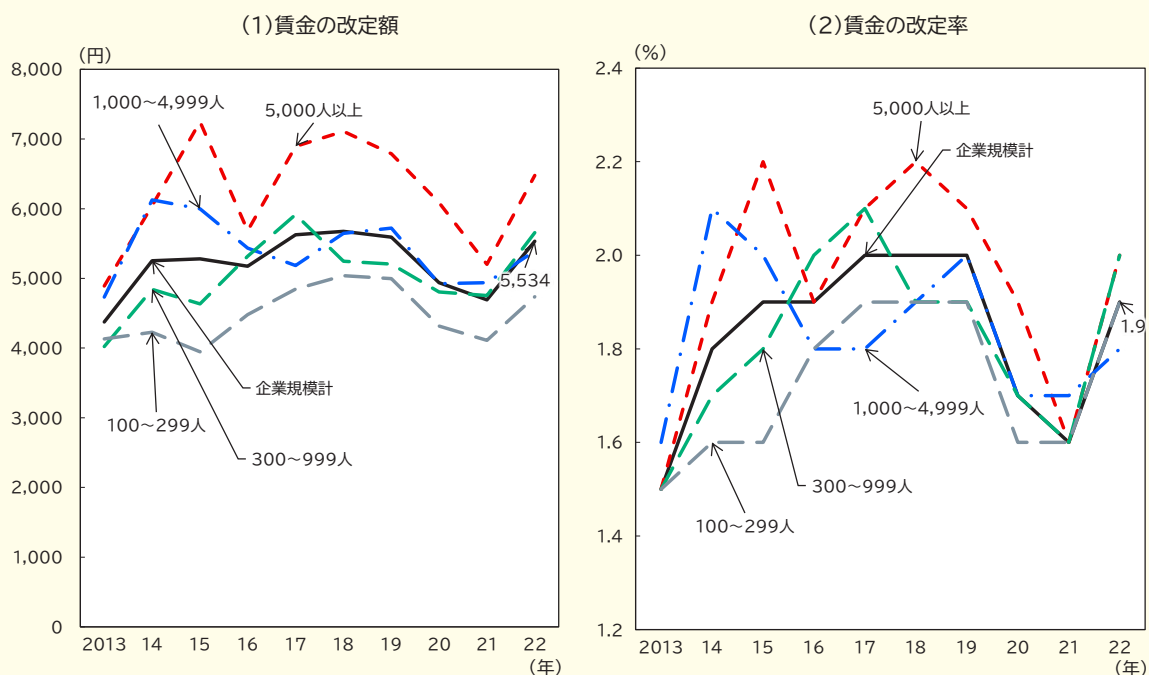 (1)賃金の改定額
(円)
8,000
7,000
6,000
5,000
4,000
3,000
2,000
1,000
0
1,000～4,999人
5,000人以上
5,534
企業規模計
100～299人
300～999人
2013 14 15 16 17 18 19 20 21 22
(年)
(2)賃金の改定率
(%)
2.4
2.2
2.0
1.8
1.6
1.4
1.2
5,000人以上
企業規模計
1.9
1,000～4,999人
300～999人
100～299人
2013 14 15 16 17 18 19 20 21 22
(年)